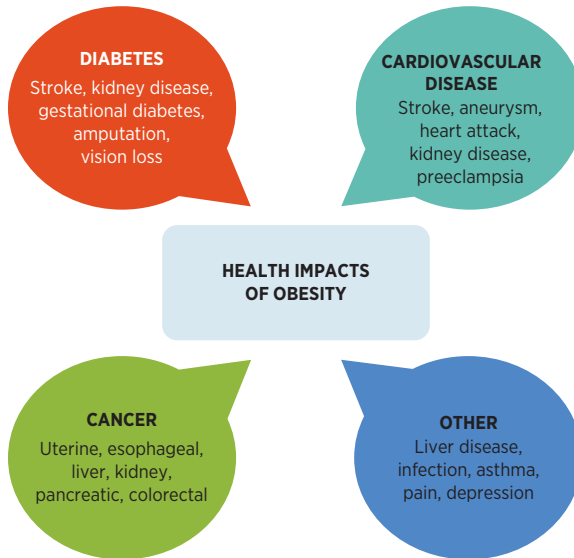 DIABETES
Stroke, kidney disease,
gestational diabetes,
amputation,
vision loss
CARDIOVASCULAR
DISEASE
Stroke, aneurysm,
heart attack,
kidney disease,
preeclampsia
HEALTH IMPACTS
OF OBESITY
CANCER
Uterine, esophageal,
liver, kidney,
pancreatic, colorectal
OTHER
Liver disease,
infection, asthma,
pain, depression